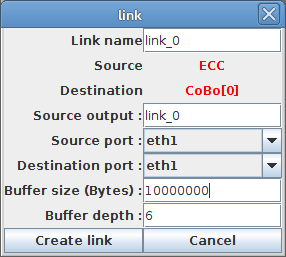 link
Link name link_0
Source ECC
Destination CoBo[0]
Source output : link_0
Source port : eth1
Destination port : eth1
Buffer size (Bytes) : 10000000
Buffer depth : 6
Create link Cancel